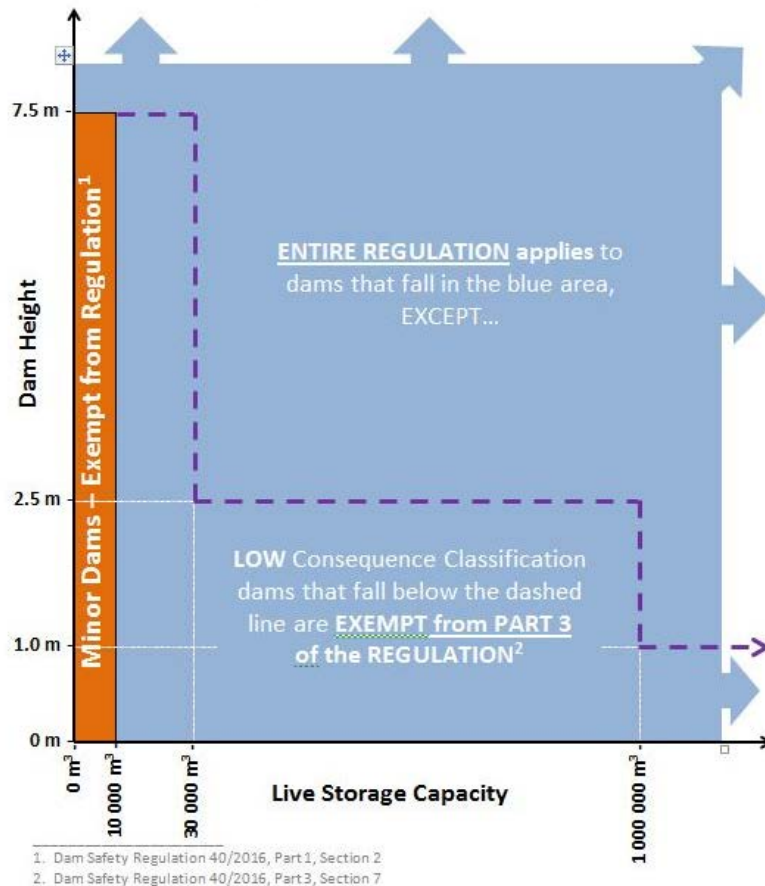 7.5 m
2.5 m
1.0 m
0 m
Dam Height
Minor Dams – Exempt from Regulation1
ENTIRE REGULATION applies to
dams that fall in the blue area,
EXCEPT...
LOW Consequence Classification
dams that fall below the dashed
line are EXEMPT from PART 3
of the REGULATION2
0 m3
10 000 m3
30 000 m3
1 000 000 m3
Live Storage Capacity
1. Dam Safety Regulation 40/2016, Part 1, Section 2
2. Dam Safety Regulation 40/2016, Part 3, Section 7